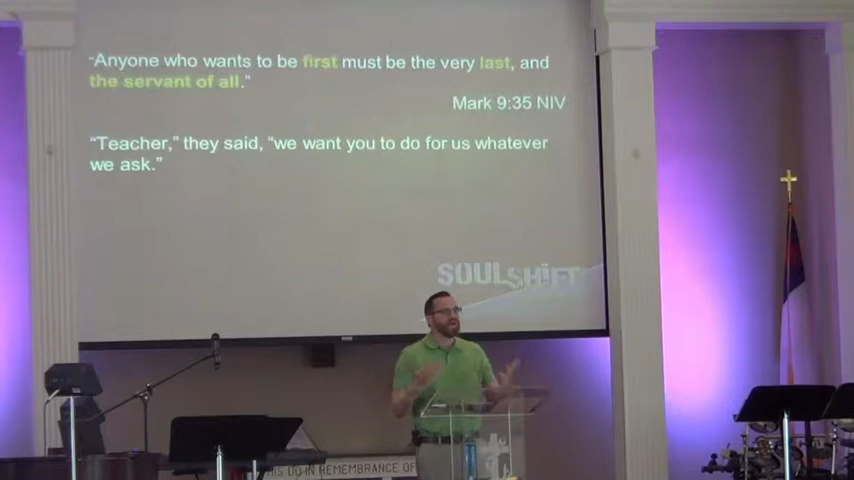 "Anyone who wants to be first must be the very last, and
the servant of all."
Mark 9:35 NIV
"Teacher," they said, "we want you to do for us whatever
we ask."
SOULSHIFT
THIS DO IN REMEMBRANCE OF